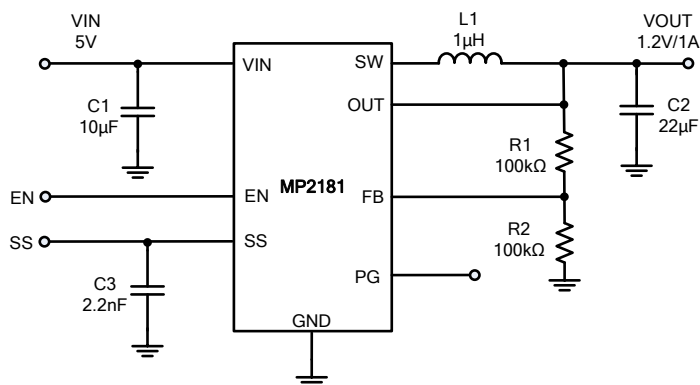 VIN
5V
L1
1μH
VOUT
1.2V/1A
VIN
SW
C1
10μF
OUT
C2
22μF
R1
100kΩ
EN
EN
MP2181
FB
SS
SS
R2
100kΩ
C3
2.2nF
PG
GND